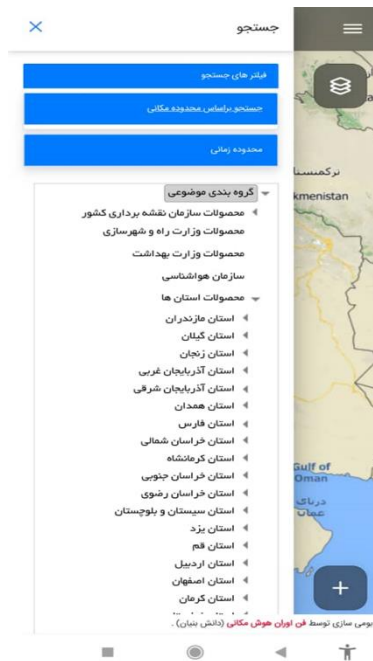 جستجو
فیلتر های جستجو
جستجو براساس محدوده مکانی
محدوده زمانی
گروه بندی موضوعی
محصولات سازمان نقشه برداری کشور
محصولات وزارت راه و شهرسازی
محصولات وزارت بهداشت
سازمان هواشناسی
محصولات استان ها
استان مازندران
استان گیلان
استان زنجان
استان آذربایجان غربی
استان آذربایجان شرقی
استان همدان
استان فارس
استان خراسان شمالی
استان کرمانشاه
استان خراسان جنوبی
استان خراسان رضوی
استان سیستان و بلوچستان
استان یزد
استان قم
استان اردبیل
استان اصفهان
استان کرمان
ترکمنستا
kmenistan
Gulf of
Oman
دریای
عمان
بومی سازی توسط فن اوران هوش مکانی (دانش بنیان) .